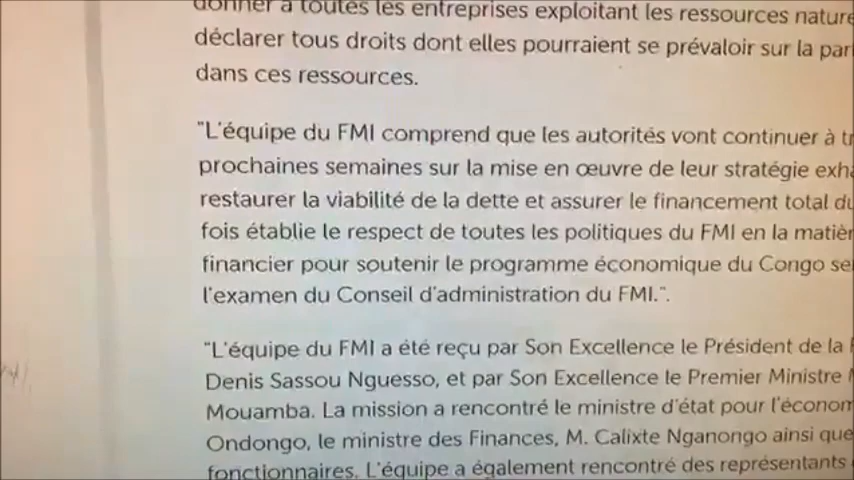 donner à toutes les entreprises exploitant les ressources
déclarer tous droits dont elles pourraient se prévaloir sur la
dans ces ressources.
"L'équipe du FMI comprend que les autorités vont continuer à
prochaines semaines sur la mise en œuvre de leur stratégie
restaurer la viabilité de la dette et assurer le financement total
fois établie le respect de toutes les politiques du FMI en la
financier pour soutenir le programme économique du Congo
l'examen du Conseil d'administration du FMI.".
"L'équipe du FMI a été reçu par Son Excellence le Président de la
Denis Sassou Nguesso, et par Son Excellence le Premier Ministre
Mouamba. La mission a rencontré le ministre d'état pour
Ondongo, le ministre des Finances, M. Calixte Nganongo ainsi que
fonctionnaires. L'équipe a également rencontré des représentants